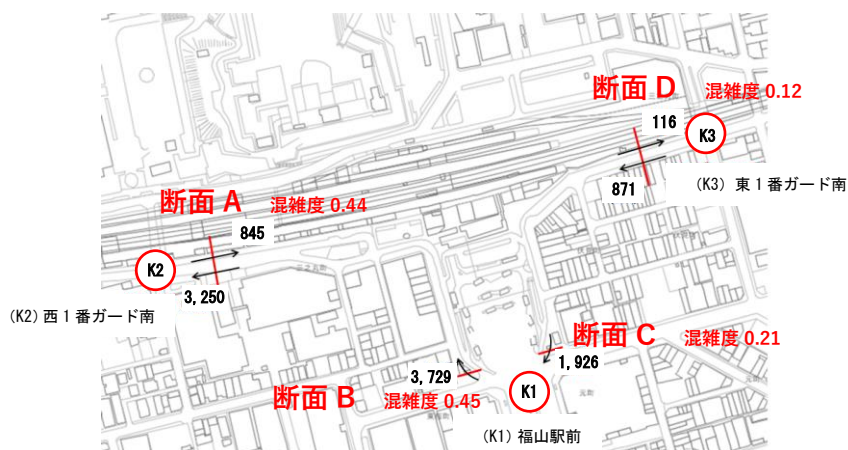 断面 D
混雑度 0.12
116
K3
871
(K3) 東 1 番ガード南
断面 A
混雑度 0.44
845
K2
3,250
(K2) 西 1 番ガード南
断面 C
混雑度 0.21
1,926
3,729
断面 B
混雑度 0.45
K1
元町
(K1) 福山駅前